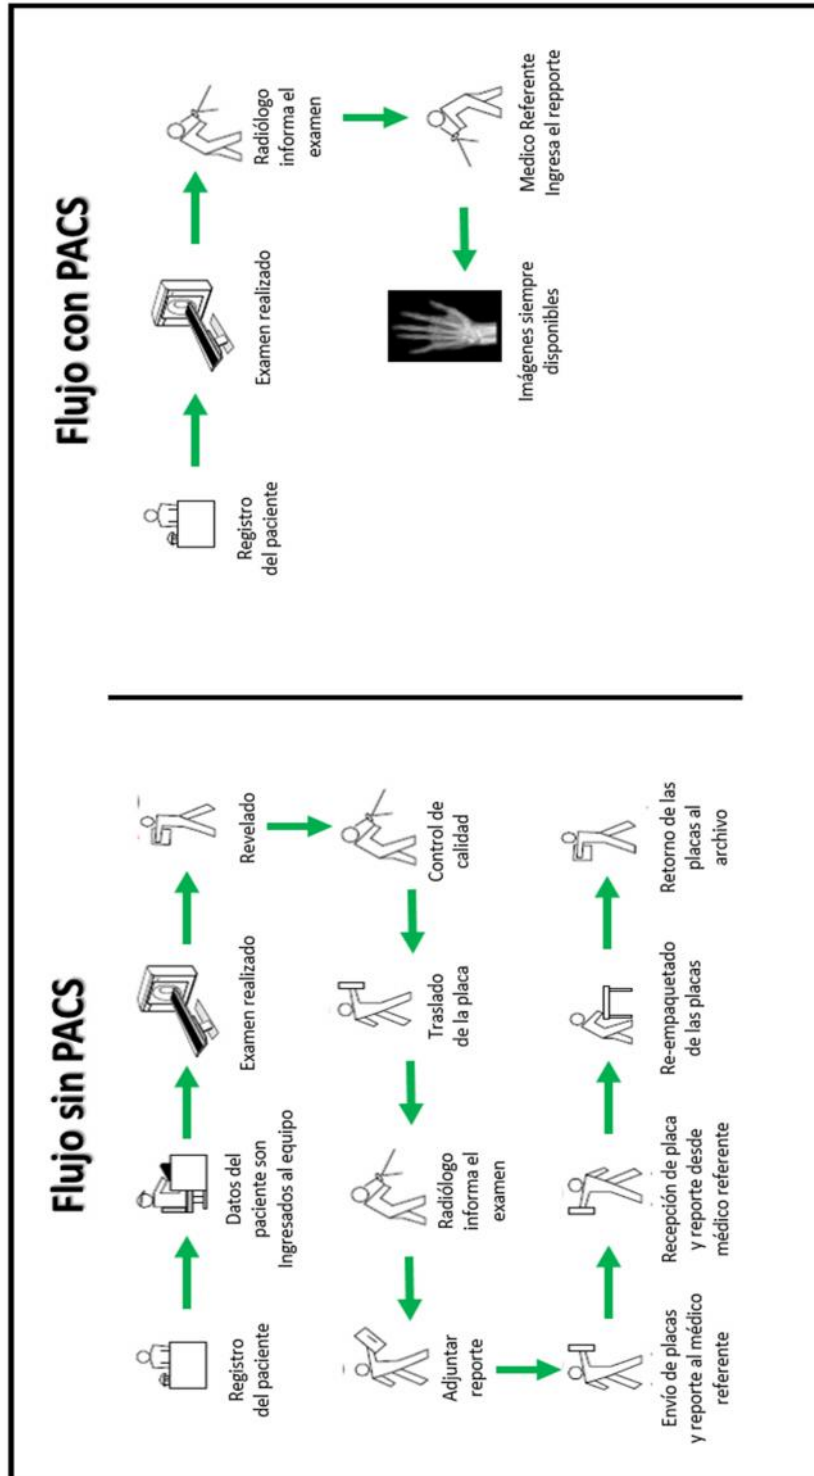 Flujo sin PACS
Registro
del paciente
Datos del
paciente son
Ingresados al equipo
Examen realizado
Revelado
Control de
calidad
Traslado
de la placa
Radiólogo
informa el
examen
Adjuntar
reporte
Envío de placas
y reporte al médico
referente
Recepción de placa
y reporte desde
médico referente
Re-empaquetado
de las placas
Retorno de las
placas al
archivo
Flujo con PACS
Registro
del paciente
Examen realizado
Radiólogo
informa el
examen
Medico Referente
Ingresa el repporte
Imágenes siempre
disponibles